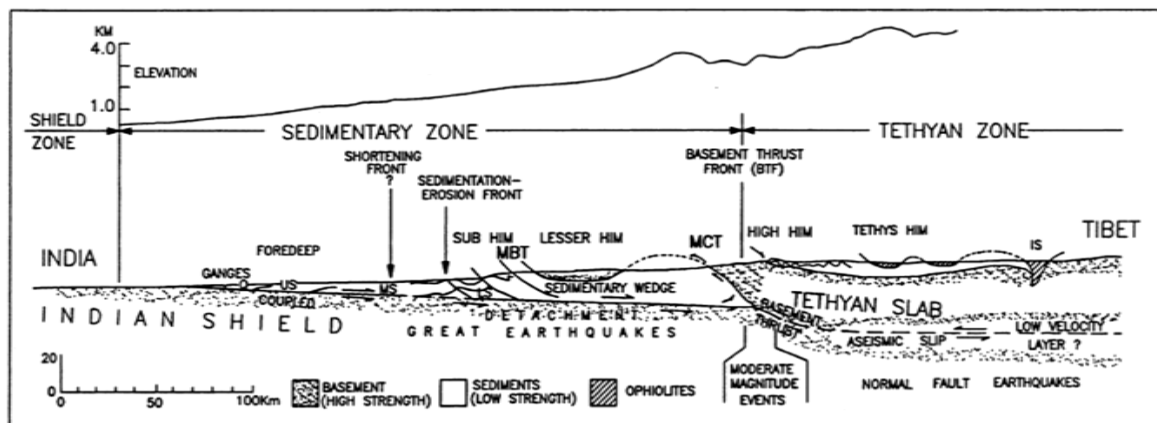 KM
4.0
ELEVATION
1.0
SHIELD
ZONE
SEDIMENTARY ZONE
TETHYAN ZONE
SHORTENING
FRONT
?
SEDIMENTATION-
EROSION FRONT
BASEMENT THRUST
FRONT (BTF)
INDIA
FOREDEEP
SUB HIM
MBT
LESSER HIM
MCT
HIGH HIM
TETHYS HIM
IS
TIBET
GANGES
US
MS
LS
COUPLED
SEDIMENTARY WEDGE
TETHYAN SLAB
INDIAN SHIELD
DETACHMENT
GREAT EARTHQUAKES
BASEMENT
THRUST
ASEISMIC SLIP
LOW VELOCITY
LAYER ?
20
0
0 50 100Km
BASEMENT
(HIGH STRENGTH)
SEDIMENTS
(LOW STRENGTH)
OPHIOLITES
MODERATE
MAGNITUDE
EVENTS
NORMAL FAULT EARTHQUAKES